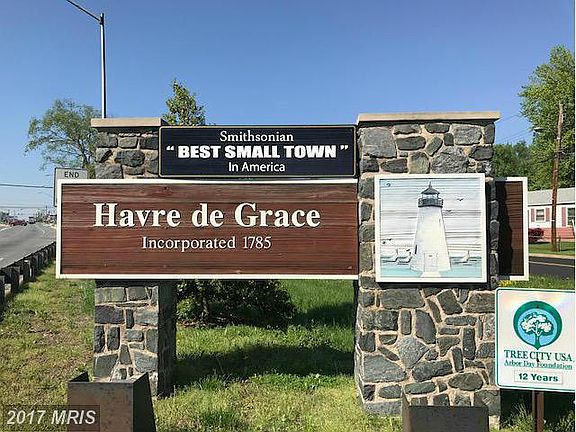 Smithsonian
"BEST SMALL TOWN"
In America
END
Havre de Grace
Incorporated 1785
TREE CITY USA
Arbor Day Foundation
12 Years
© 2017 MRIS